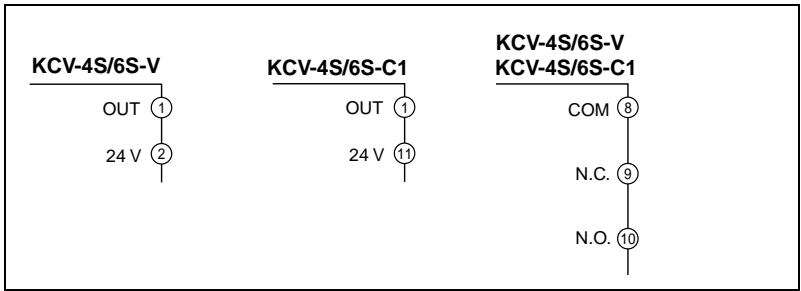 KCV-4S/6S-V
OUT 1
24 V 2
KCV-4S/6S-C1
OUT 1
24 V 11
KCV-4S/6S-V
KCV-4S/6S-C1
COM 8
N.C. 9
N.O. 10